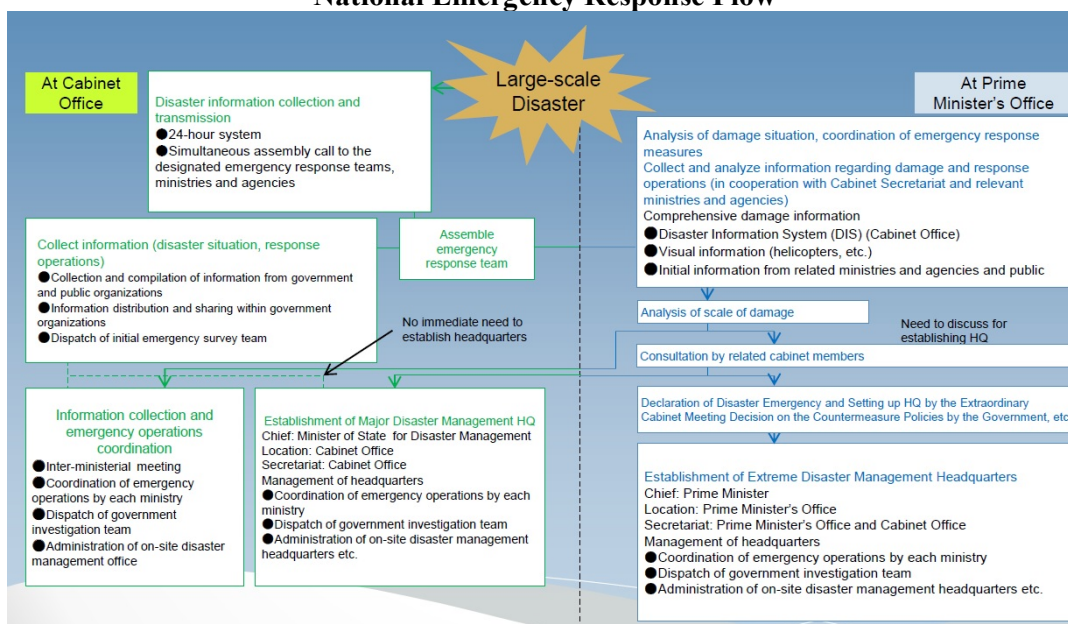 National Emergency Response Flow
At Cabinet
Office
Large-scale
Disaster
At Prime
Minister's Office
Disaster information collection and
transmission
●24-hour system
●Simultaneous assembly call to the
designated emergency response teams,
ministries and agencies
Assemble
emergency
response team
Collect information (disaster situation, response
operations)
●Collection and compilation of information from government
and public organizations
●Information distribution and sharing within government
organizations
●Dispatch of initial emergency survey team
No immediate need to
establish headquarters
Information collection and
emergency operations
coordination
●Inter-ministerial meeting
●Coordination of emergency
operations by each ministry
●Dispatch of government
investigation team
●Administration of on-site disaster
management office
Establishment of Major Disaster Management HQ
Chief: Minister of State for Disaster Management
Location: Cabinet Office
Secretariat: Cabinet Office
Management of headquarters
●Coordination of emergency operations by each
ministry
●Dispatch of government investigation team
●Administration of on-site disaster management
headquarters etc.
Analysis of damage situation, coordination of emergency response
measures
Collect and analyze information regarding damage and response
operations (in cooperation with Cabinet Secretariat and relevant
ministries and agencies)
Comprehensive damage information
●Disaster Information System (DIS) (Cabinet Office)
●Visual information (helicopters, etc.)
●Initial information from related ministries and agencies and public
Analysis of scale of damage
Need to discuss for
establishing HQ
Consultation by related cabinet members
Declaration of Disaster Emergency and Setting up HQ by the Extraordinary
Cabinet Meeting Decision on the Countermeasure Policies by the Government, etc
Establishment of Extreme Disaster Management Headquarters
Chief: Prime Minister
Location: Prime Minister's Office
Secretariat: Prime Minister's Office and Cabinet Office
Management of headquarters
●Coordination of emergency operations by each ministry
●Dispatch of government investigation team
●Administration of on-site disaster management headquarters etc.